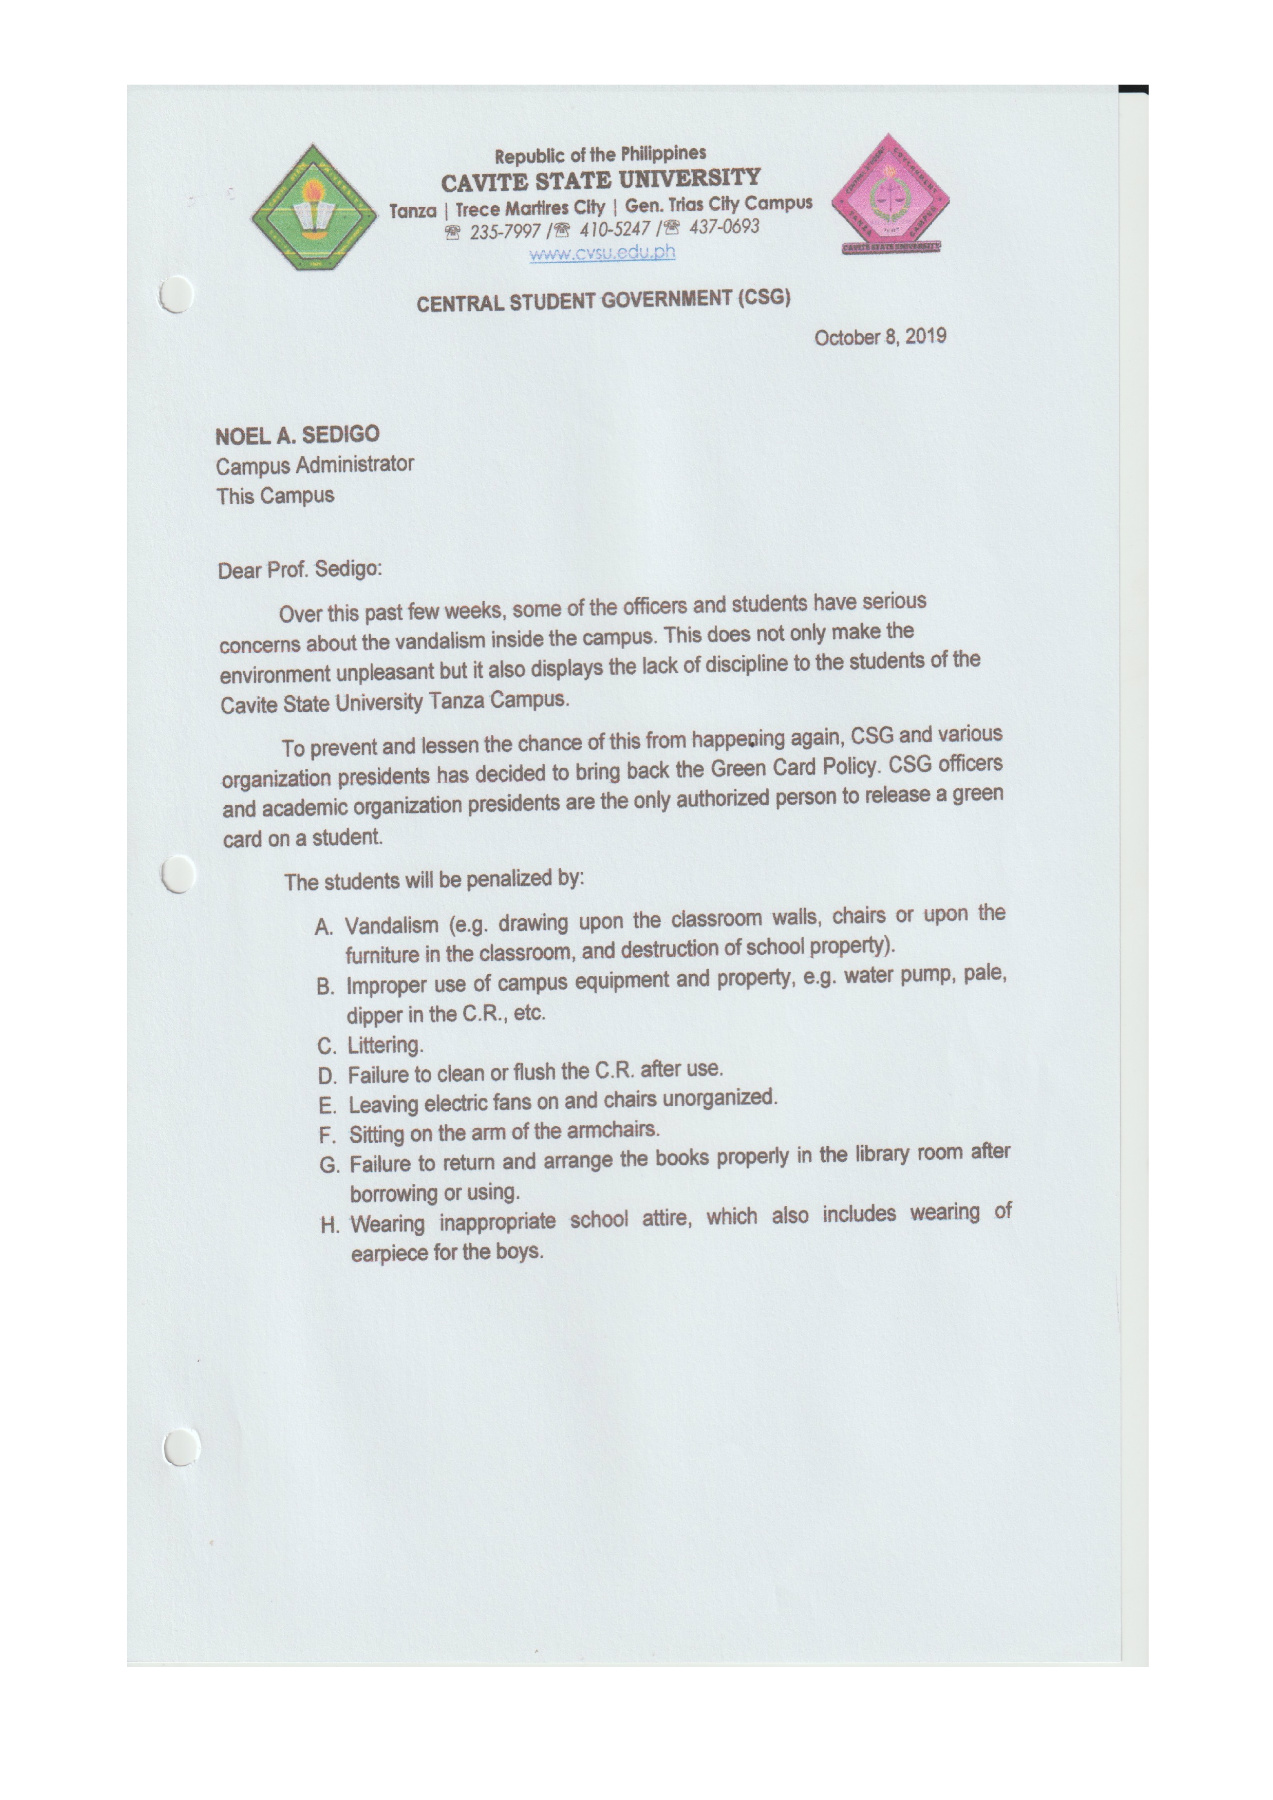 Republic of the Philippines
CAVITE STATE UNIVERSITY
Tanza | Trece Martires City | Gen. Trias City Campus
☎ 235-7997 /☎ 410-5247 /☎ 437-0693
www.cvsu.edu.ph
CAVITE STATE UNIVERSITY
CENTRAL STUDENT GOVERNMENT (CSG)
October 8, 2019
NOEL A. SEDIGO
Campus Administrator
This Campus
Dear Prof. Sedigo:
Over this past few weeks, some of the officers and students have serious
concerns about the vandalism inside the campus. This does not only make the
environment unpleasant but it also displays the lack of discipline to the students of the
Cavite State University Tanza Campus.
To prevent and lessen the chance of this from happening again, CSG and various
organization presidents has decided to bring back the Green Card Policy. CSG officers
and academic organization presidents are the only authorized person to release a green
card on a student.
The students will be penalized by:
A. Vandalism (e.g. drawing upon the classroom walls, chairs or upon the
furniture in the classroom, and destruction of school property).
B. Improper use of campus equipment and property, e.g. water pump, pale,
dipper in the C.R., etc.
C. Littering.
D. Failure to clean or flush the C.R. after use.
E. Leaving electric fans on and chairs unorganized.
F. Sitting on the arm of the armchairs.
G. Failure to return and arrange the books properly in the library room after
borrowing or using.
H. Wearing inappropriate school attire, which also includes wearing of
earpiece for the boys.